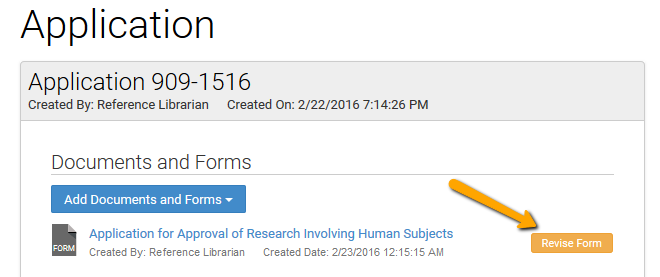 Application
Application 909-1516
Created By: Reference Librarian Created On: 2/22/2016 7:14:26 PM
Documents and Forms
Add Documents and Forms
FORM Application for Approval of Research Involving Human Subjects Revise Form
Created By: Reference Librarian Created Date: 2/23/2016 12:15:15 AM